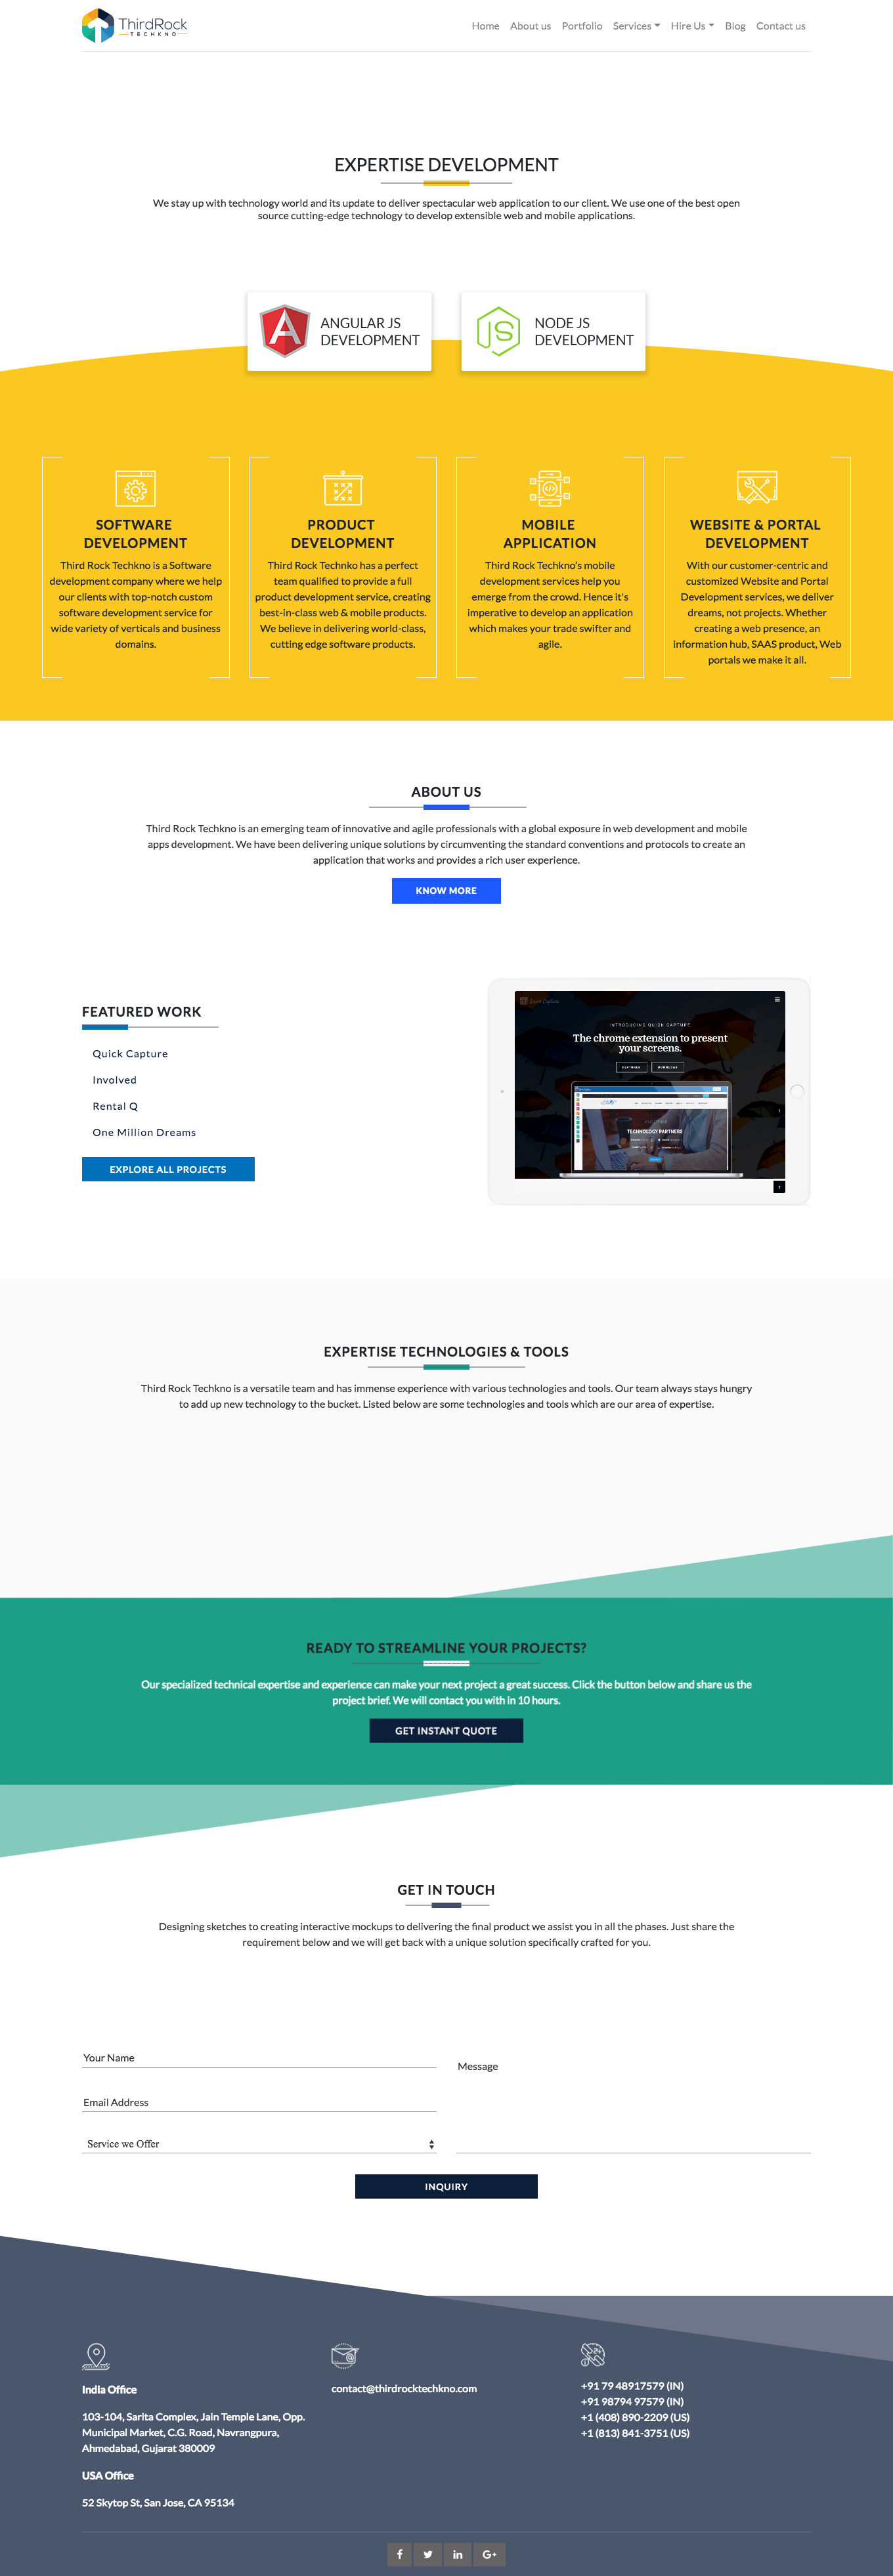 ThirdRock
TECHKNO
Home About us Portfolio Services Hire Us Blog Contact us
EXPERTISE DEVELOPMENT
We stay up with technology world and its update to deliver spectacular web application to our client. We use one of the best open
source cutting-edge technology to develop extensible web and mobile applications.
ANGULAR JS
DEVELOPMENT
NODE JS
DEVELOPMENT
SOFTWARE
DEVELOPMENT
Third Rock Techkno is a Software
development company where we help
our clients with top-notch custom
software development service for
wide variety of verticals and business
domains.
PRODUCT
DEVELOPMENT
Third Rock Technko has a perfect
team qualified to provide a full
product development service, creating
best-in-class web & mobile products.
We believe in delivering world-class,
cutting edge software products.
MOBILE
APPLICATION
Third Rock Techkno's mobile
development services help you
emerge from the crowd. Hence it's
imperative to develop an application
which makes your trade swifter and
agile.
WEBSITE & PORTAL
DEVELOPMENT
With our customer-centric and
customized Website and Portal
Development services, we deliver
dreams, not projects. Whether
creating a web presence, an
information hub, SAAS product, Web
portals we make it all.
ABOUT US
Third Rock Techkno is an emerging team of innovative and agile professionals with a global exposure in web development and mobile
apps development. We have been delivering unique solutions by circumventing the standard conventions and protocols to create an
application that works and provides a rich user experience.
KNOW MORE
FEATURED WORK
Quick Capture
Involved
Rental Q
One Million Dreams
EXPLORE ALL PROJECTS
Quick Capture
INTRODUCING QUICK CAPTURE
The chrome extension to present
your screens.
FEATURES DOWNLOAD
TECHNOLOGY PARTNERS
EXPERTISE TECHNOLOGIES & TOOLS
Third Rock Techkno is a versatile team and has immense experience with various technologies and tools. Our team always stays hungry
to add up new technology to the bucket. Listed below are some technologies and tools which are our area of expertise.
READY TO STREAMLINE YOUR PROJECTS?
Our specialized technical expertise and experience can make your next project a great success. Click the button below and share us the
project brief. We will contact you with in 10 hours.
GET INSTANT QUOTE
GET IN TOUCH
Designing sketches to creating interactive mockups to delivering the final product we assist you in all the phases. Just share the
requirement below and we will get back with a unique solution specifically crafted for you.
Your Name
Message
Email Address
Service we Offer
INQUIRY
India Office
103-104, Sarita Complex, Jain Temple Lane, Opp.
Municipal Market, C.G. Road, Navrangpura,
Ahmedabad, Gujarat 380009
USA Office
52 Skytop St, San Jose, CA 95134
contact@thirdrocktechkno.com
+91 79 48917579 (IN)
+91 98794 97579 (IN)
+1 (408) 890-2209 (US)
+1 (813) 841-3751 (US)